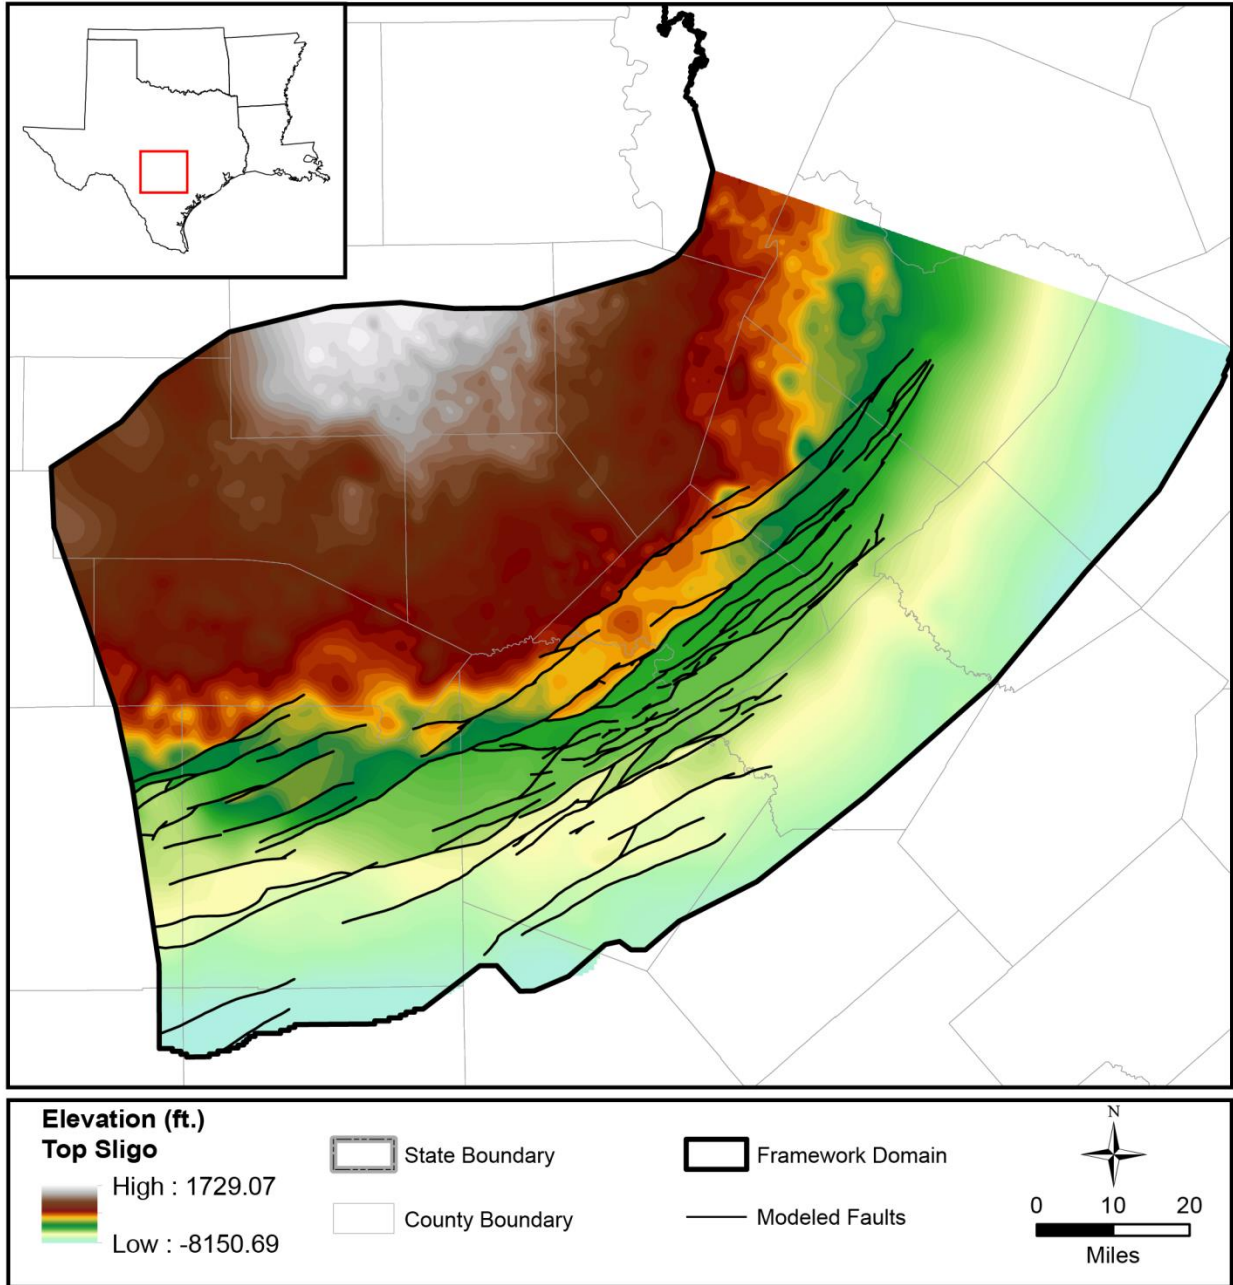 Elevation (ft.)
Top Sligo
High : 1729.07
Low : -8150.69
State Boundary
County Boundary
Framework Domain
Modeled Faults
N
0 10 20
Miles